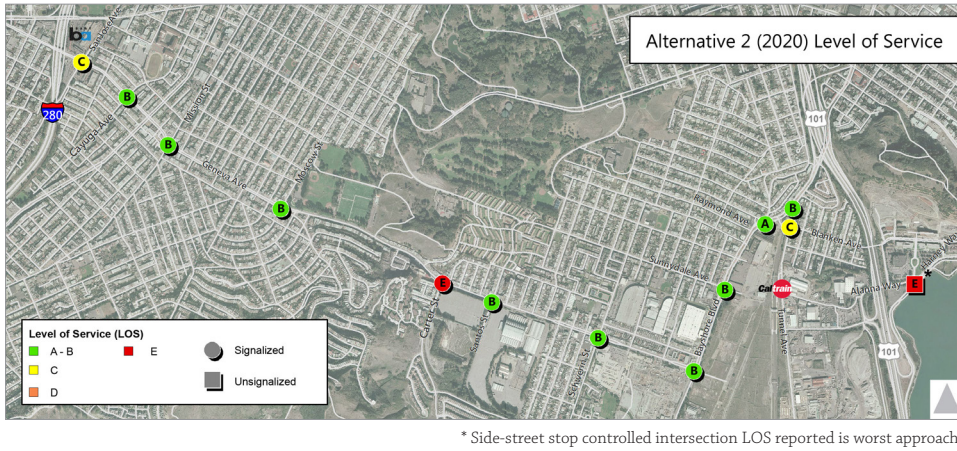 Alternative 2 (2020) Level of Service
ba
San Jose Ave
C
280
B
Cayuga Ave
Mission St
B
Geneva Ave
Moscow St
B
101
Raymond Ave
B
A
C
Blanken Ave
Sunnydale Ave
E
Carter St
B
Santos St
B
Schwerin St
B
Bayshore Blvd
B
Caltrain
Tunnel Ave
Alanna Way
E
*
101
Level of Service (LOS)
A - B
E
Signalized
C
Unsignalized
D
* Side-street stop controlled intersection LOS reported is worst approach